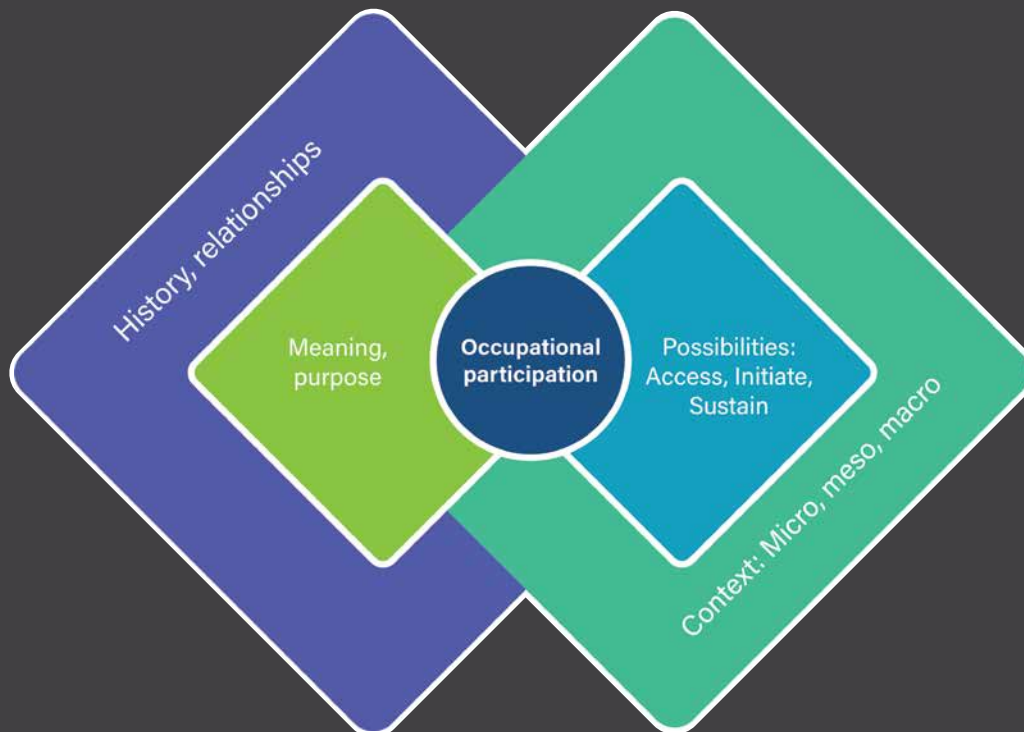 History, relationships
Meaning,
purpose
Occupational
participation
Possibilities:
Access, Initiate,
Sustain
Context: Micro, meso, macro